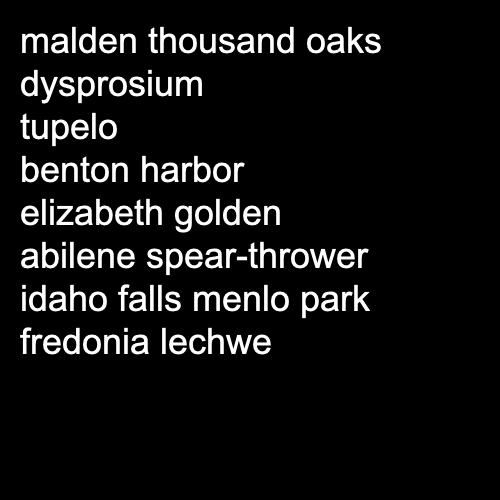 malden thousand oaks
dysprosium
tupelo
benton harbor
elizabeth golden
abilene spear-thrower
idaho falls menlo park
fredonia lechwe